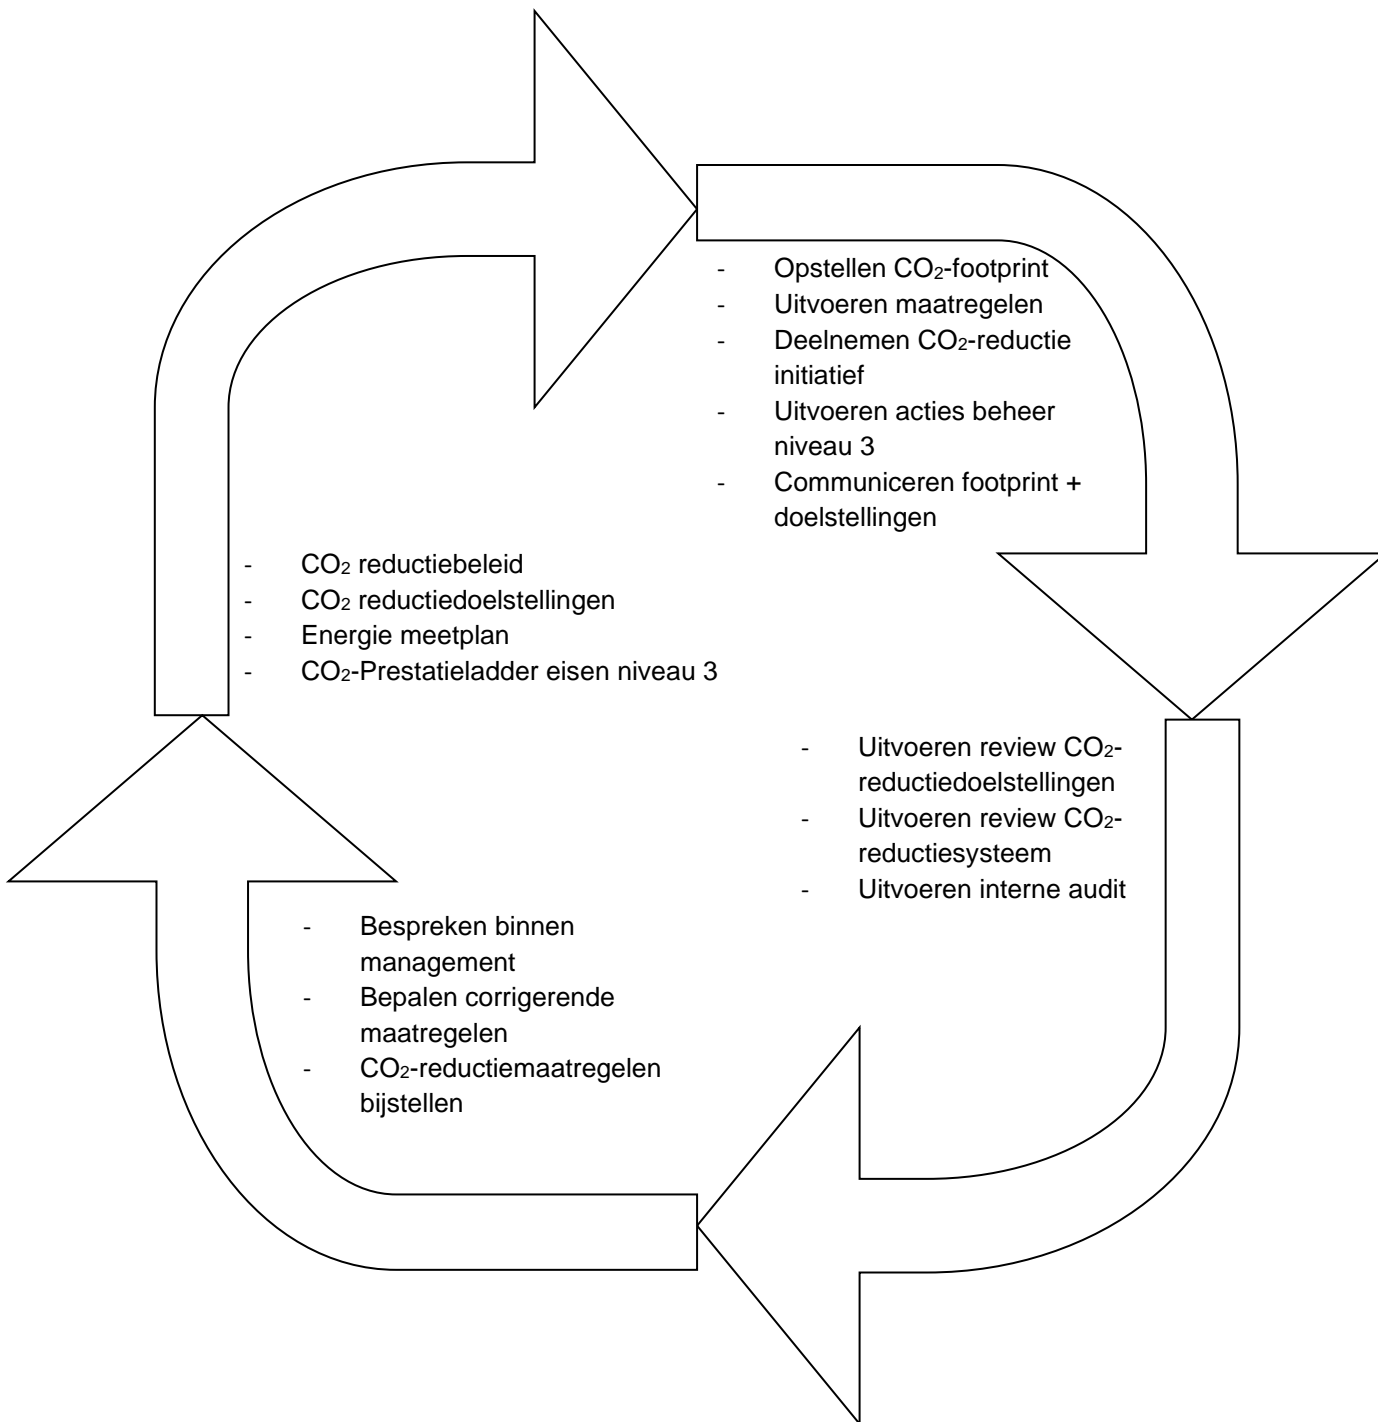 - Opstellen CO₂-footprint
- Uitvoeren maatregelen
- Deelnemen CO₂-reductie
initiatief
- Uitvoeren acties beheer
niveau 3
- Communiceren footprint +
doelstellingen
- CO₂ reductiebeleid
- CO₂ reductiedoelstellingen
- Energie meetplan
- CO₂-Prestatieladder eisen niveau 3
- Uitvoeren review CO₂-
reductiedoelstellingen
- Uitvoeren review CO₂-
reductiesysteem
- Uitvoeren interne audit
- Bespreken binnen
management
- Bepalen corrigerende
maatregelen
- CO₂-reductiemaatregelen
bijstellen